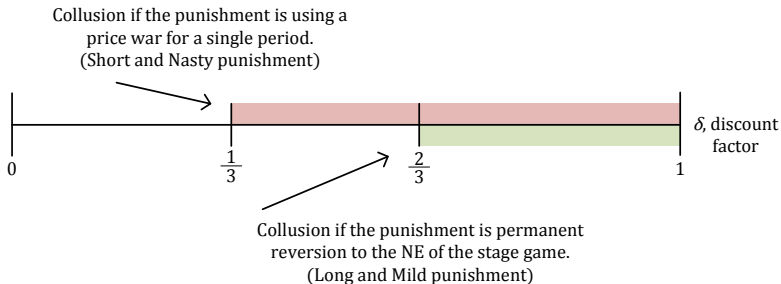 Collusion if the punishment is using a
price war for a single period.
(Short and Nasty punishment)
δ, discount
factor
0
1
3
2
3
1
Collusion if the punishment is permanent
reversion to the NE of the stage game.
(Long and Mild punishment)